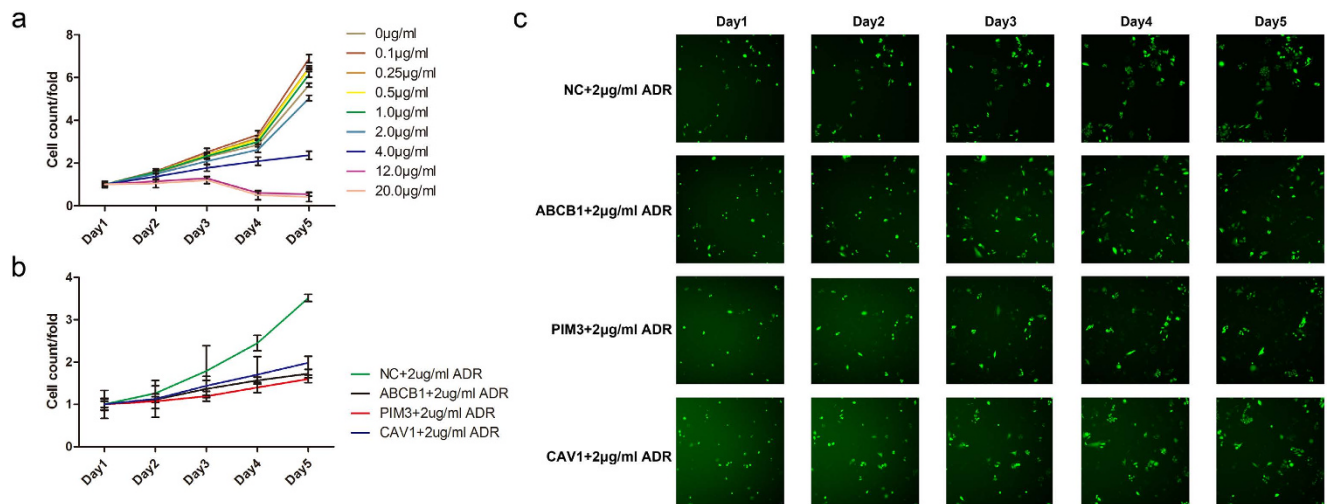 a
Cell count/fold
8
6
4
2
0
Day1
Day2
Day3
Day4
Day5
0μg/ml
0.1μg/ml
0.25μg/ml
0.5μg/ml
1.0μg/ml
2.0μg/ml
4.0μg/ml
12.0μg/ml
20.0μg/ml
b
Cell count/fold
4
3
2
1
0
Day1
Day2
Day3
Day4
Day5
NC+2ug/ml ADR
ABCB1+2ug/ml ADR
PIM3+2ug/ml ADR
CAV1+2ug/ml ADR
c
Day1 Day2 Day3 Day4 Day5
NC+2μg/ml ADR
ABCB1+2μg/ml ADR
PIM3+2μg/ml ADR
CAV1+2μg/ml ADR